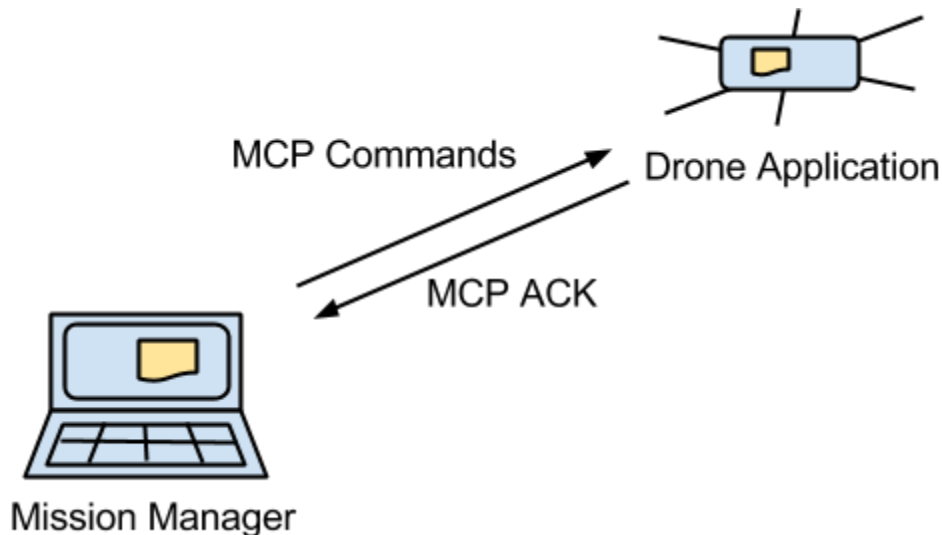 MCP Commands
Drone Application
MCP ACK
Mission Manager